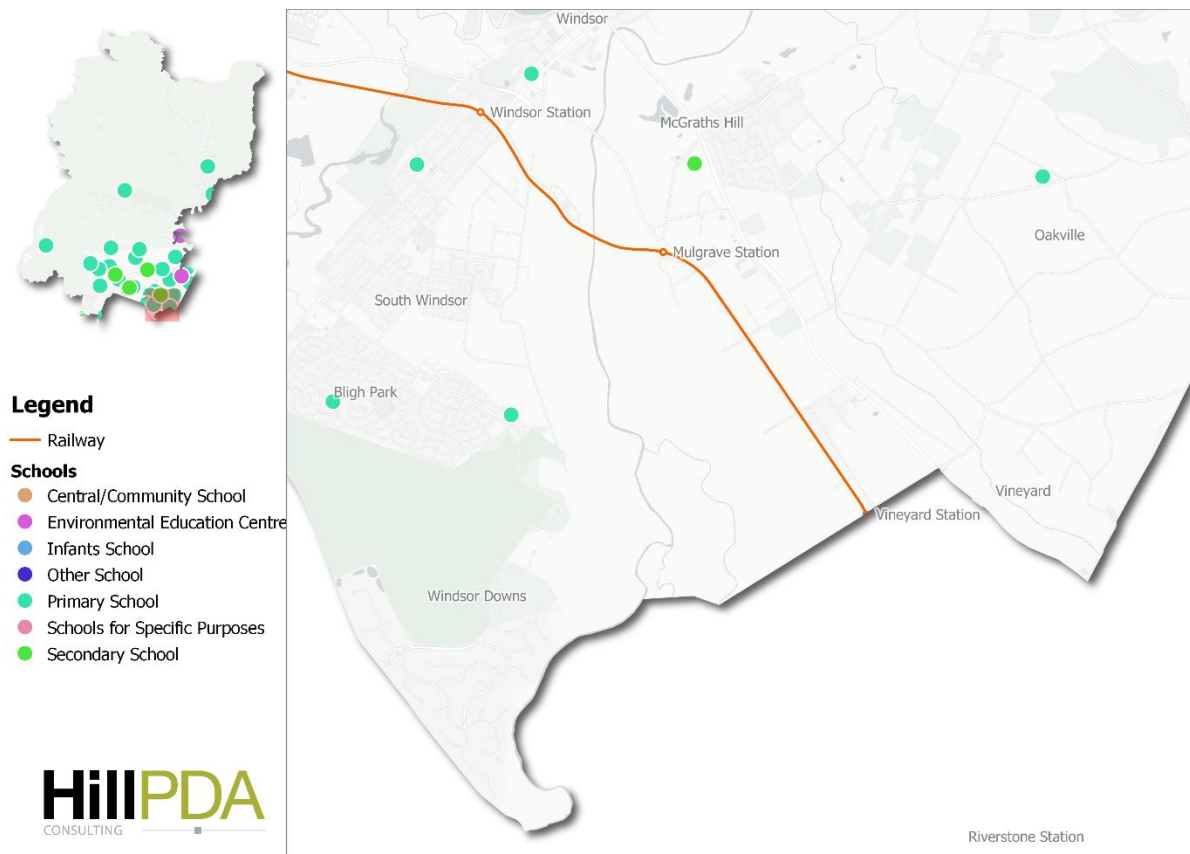 Legend
Railway
Schools
Central/Community School
Environmental Education Centre
Infants School
Other School
Primary School
Schools for Specific Purposes
Secondary School
HillPDA
CONSULTING
Windsor
Windsor Station
McGraths Hill
Oakville
Mulgrave Station
South Windsor
Bligh Park
Vineyard
Vineyard Station
Windsor Downs
Riverstone Station